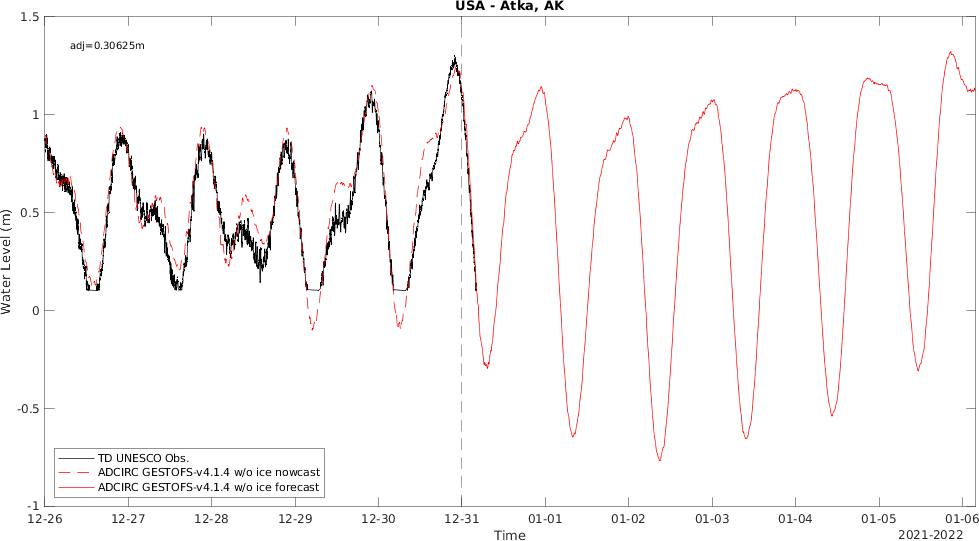 USA - Atka, AK
adj=0.30625m
1.5
1
0.5
0
-0.5
-1
Water Level (m)
TD UNESCO Obs.
ADCIRC GESTOFS-v4.1.4 w/o ice nowcast
ADCIRC GESTOFS-v4.1.4 w/o ice forecast
12-26 12-27 12-28 12-29 12-30 12-31 01-01 01-02 01-03 01-04 01-05 01-06
Time
2021-2022